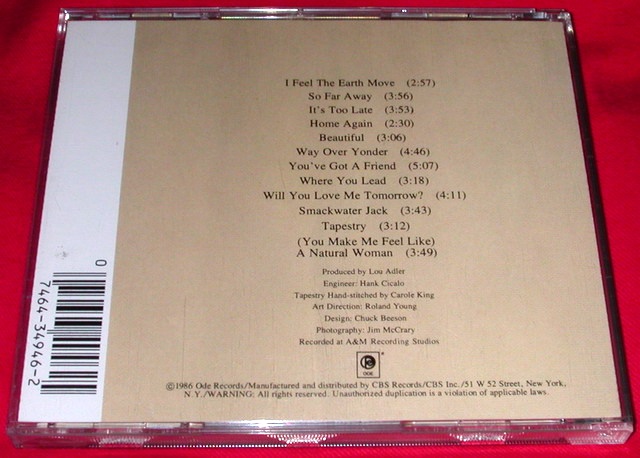 I Feel The Earth Move (2:57)
So Far Away (3:56)
It's Too Late (3:53)
Home Again (2:30)
Beautiful (3:06)
Way Over Yonder (4:46)
You've Got A Friend (5:07)
Where You Lead (3:18)
Will You Love Me Tomorrow? (4:11)
Smackwater Jack (3:43)
Tapestry (3:12)
(You Make Me Feel Like)
A Natural Woman (3:49)
Produced by Lou Adler
Engineer: Hank Cicalo
Tapestry Hand-stitched by Carole King
Art Direction: Roland Young
Design: Chuck Beeson
Photography: Jim McCrary
Recorded at A&M Recording Studios
ODE
©1986 Ode Records/Manufactured and distributed by CBS Records/CBS Inc./51 W 52 Street, New York,
N.Y./WARNING: All rights reserved. Unauthorized duplication is a violation of applicable laws.
0
7464-34946-2